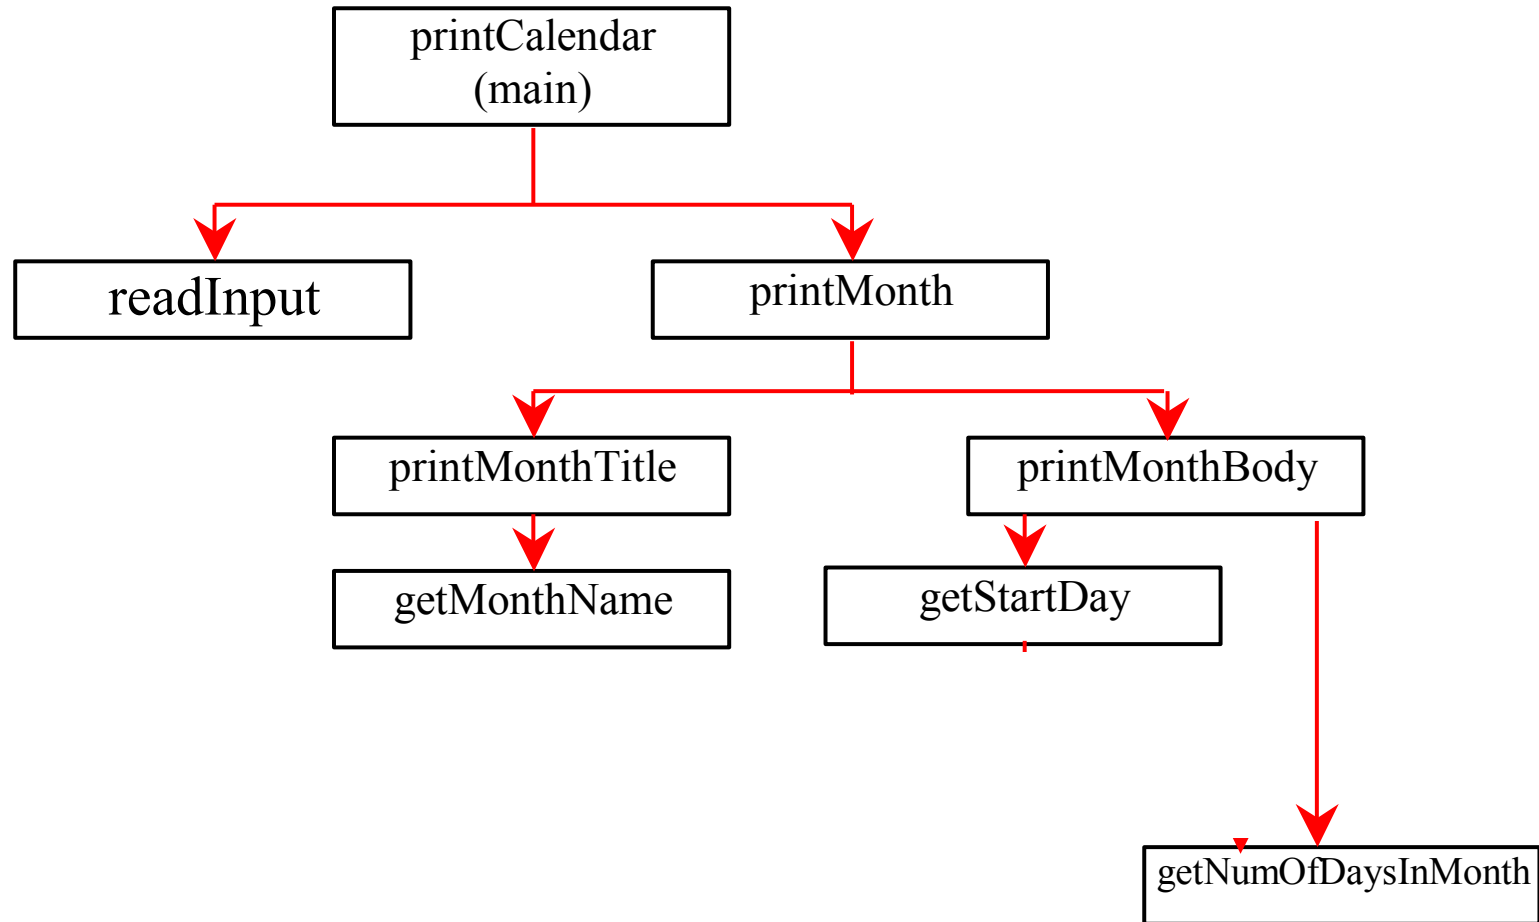 printCalendar
(main)
readInput
printMonth
printMonthTitle
printMonthBody
getMonthName
getStartDay
getNumOfDaysInMonth